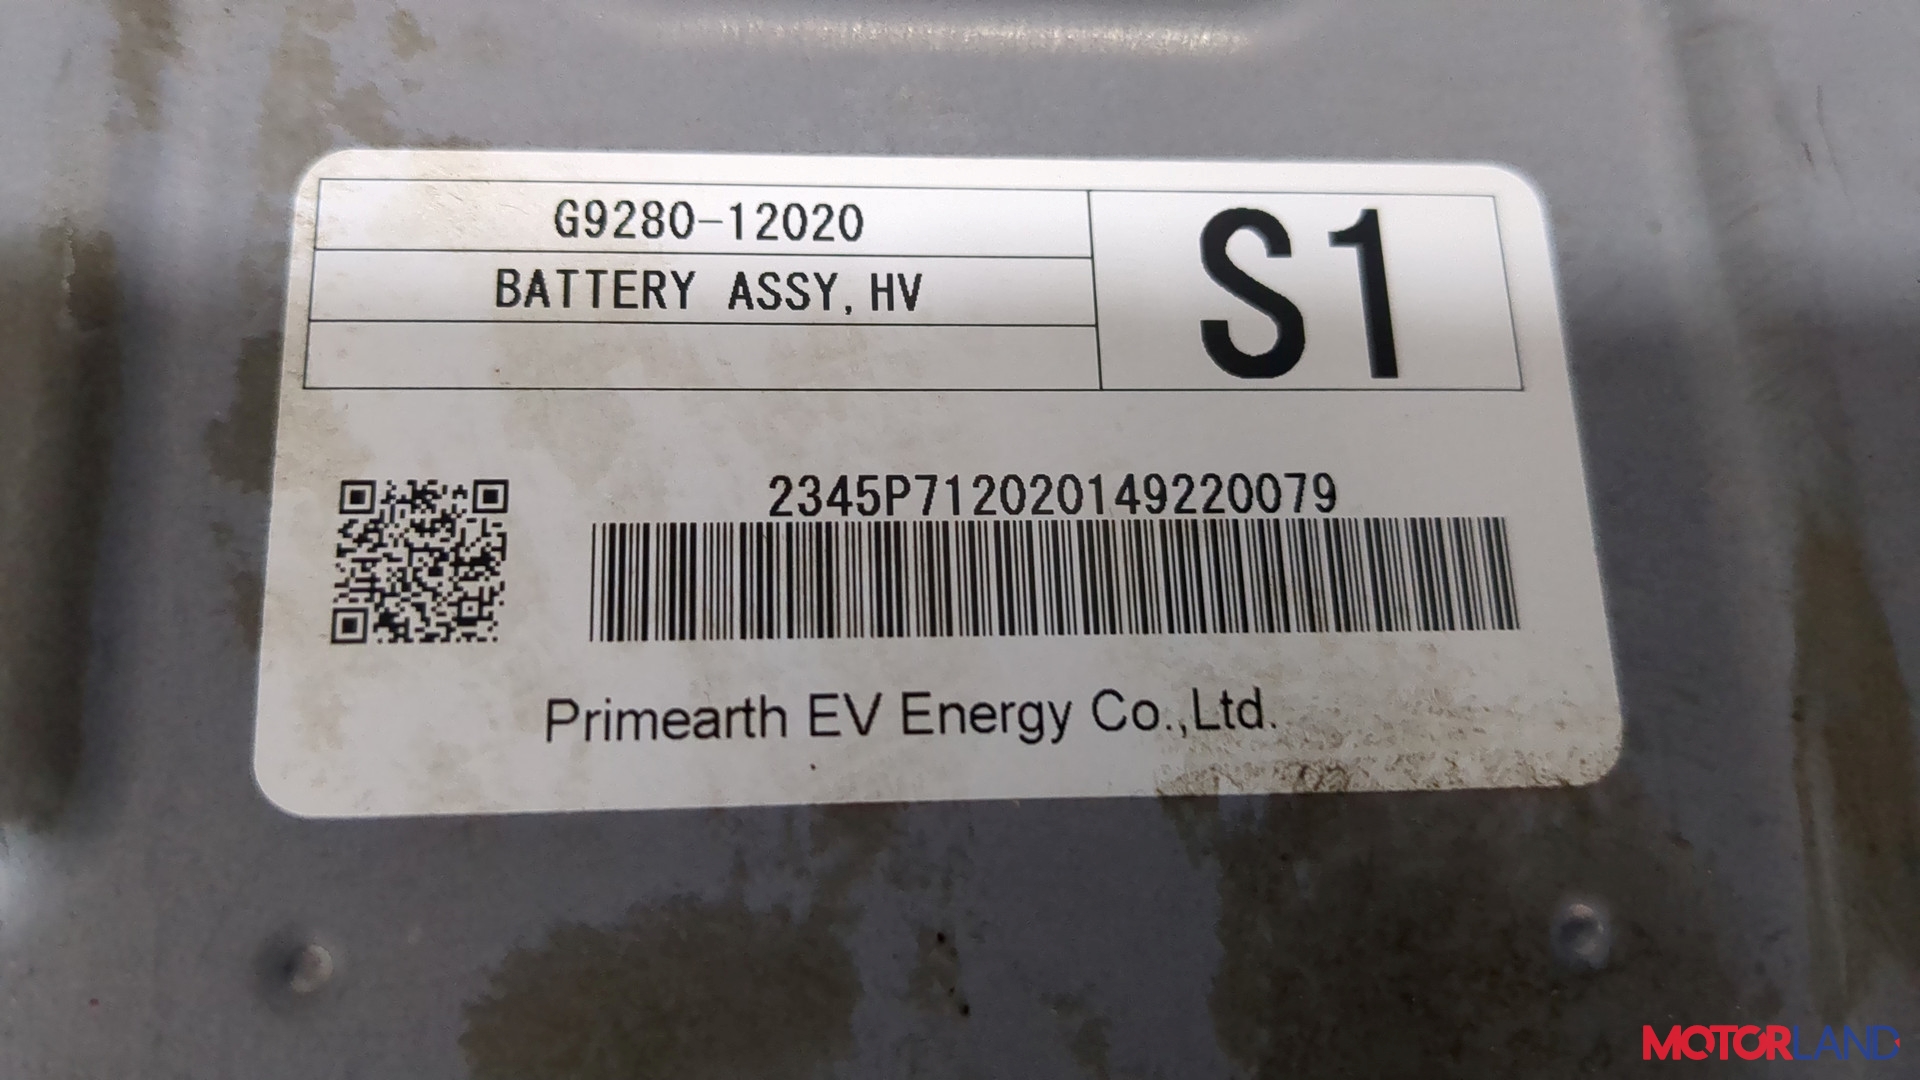 G9280-12020
BATTERY ASSY,HV
S1
2345P712020149220079
Primearth EV Energy Co.,Ltd.
MOTORLAND